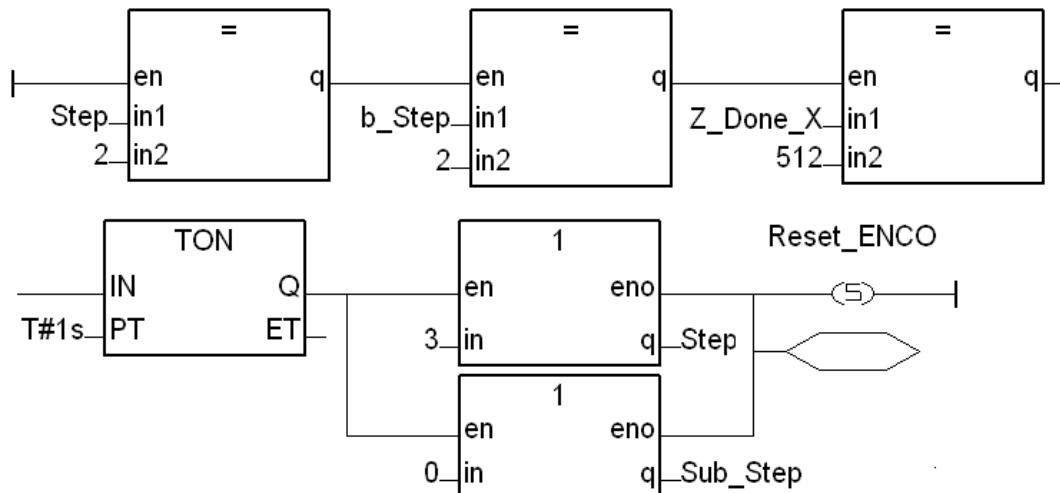 = = =
en q en q en q
Step in1 b_Step in1 Z_Done_X in1
2 in2 2 in2 512 in2
TON 1 Reset_ENCO
IN Q en eno S
T#1s PT ET 3 in q Step
1
en eno
0 in q Sub_Step